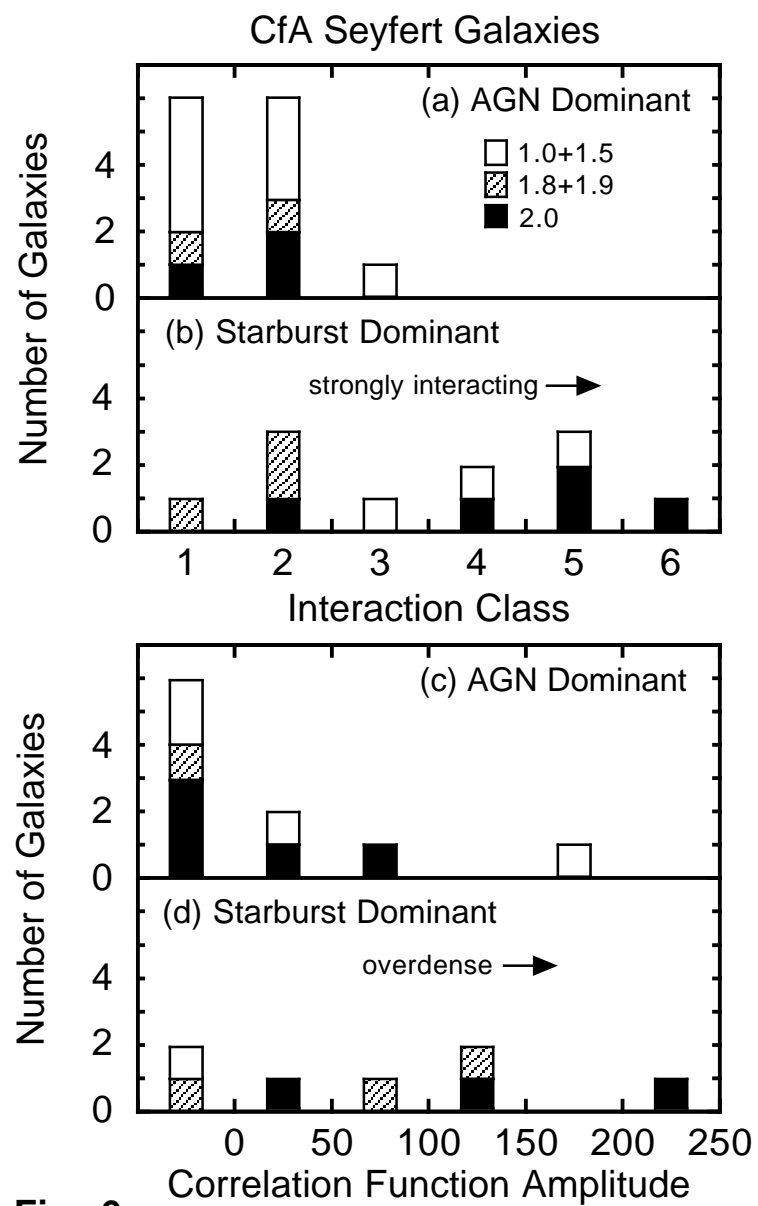 CfA Seyfert Galaxies
(a) AGN Dominant
1.0+1.5
1.8+1.9
2.0
4
2
0
Number of Galaxies
(b) Starburst Dominant
strongly interacting
4
2
0
1 2 3 4 5 6
Interaction Class
(c) AGN Dominant
4
2
0
Number of Galaxies
(d) Starburst Dominant
overdense
4
2
0
0 50 100 150 200 250
Correlation Function Amplitude